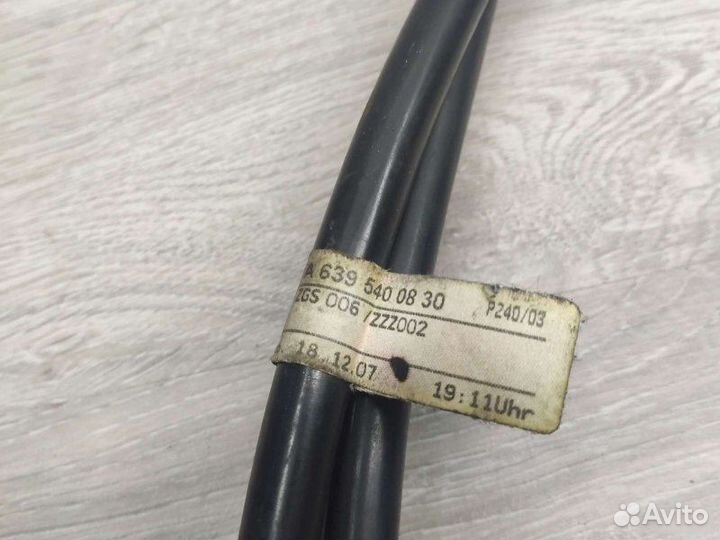 A 639 540 08 30 P240/03
ZGS 006 /ZZZ002
18.12.07 19:11Uhr
Avito